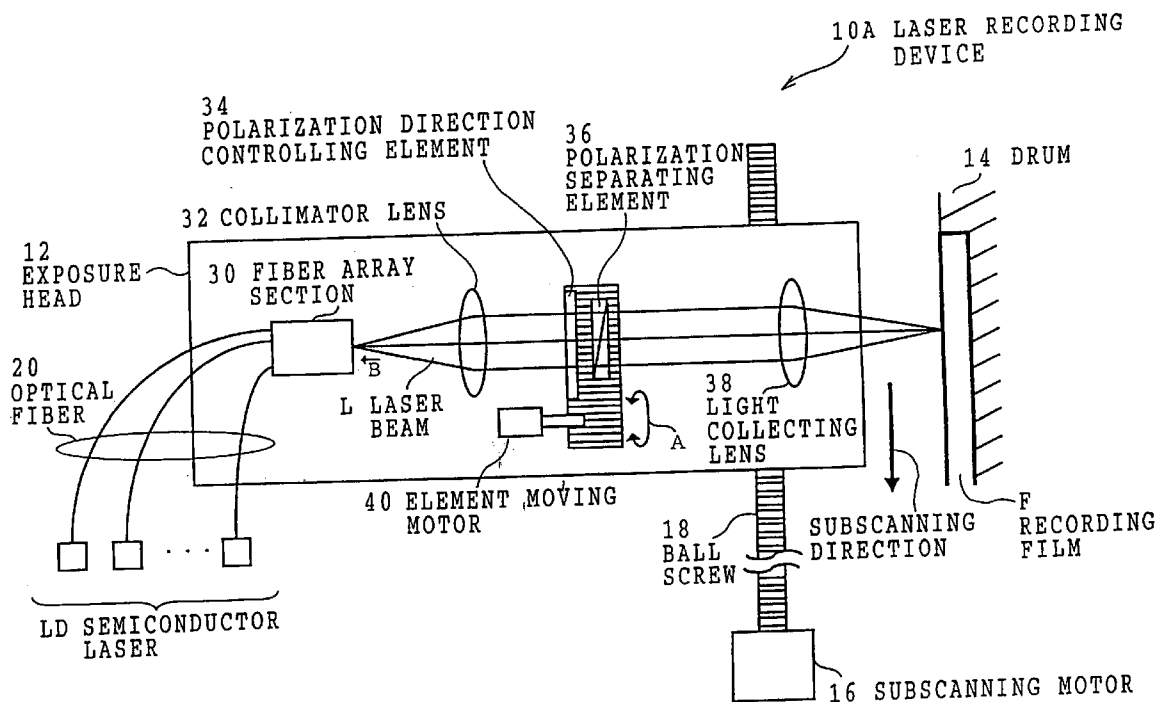 10A LASER RECORDING
DEVICE
34
POLARIZATION DIRECTION
CONTROLLING ELEMENT
36
POLARIZATION
SEPARATING
ELEMENT
14 DRUM
32 COLLIMATOR LENS
12
EXPOSURE
HEAD
30 FIBER ARRAY
SECTION
B
20
OPTICAL
FIBER
L LASER
BEAM
A
38
LIGHT
COLLECTING
LENS
40 ELEMENT MOVING
MOTOR
18
BALL
SCREW
SUBSCANNING
DIRECTION
F
RECORDING
FILM
· · ·
LD SEMICONDUCTOR
LASER
16 SUBSCANNING MOTOR